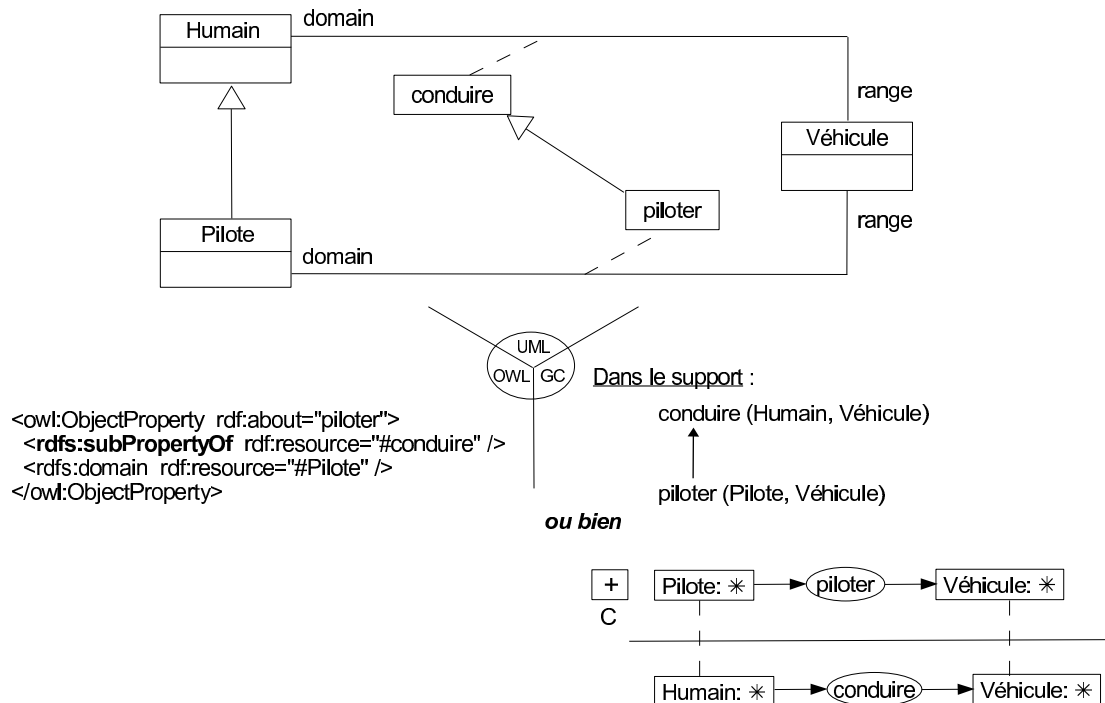 Humain
domain
conduire
range
Véhicule
piloter
Pilote
domain
range
UML
OWL GC
Dans le support :
<owl:ObjectProperty rdf:about="piloter">
<rdfs:subPropertyOf rdf:resource="#conduire" />
<rdfs:domain rdf:resource="#Pilote" />
</owl:ObjectProperty>
conduire (Humain, Véhicule)
piloter (Pilote, Véhicule)
ou bien
+
C
Pilote: * piloter Véhicule: *
Humain: * conduire Véhicule: *